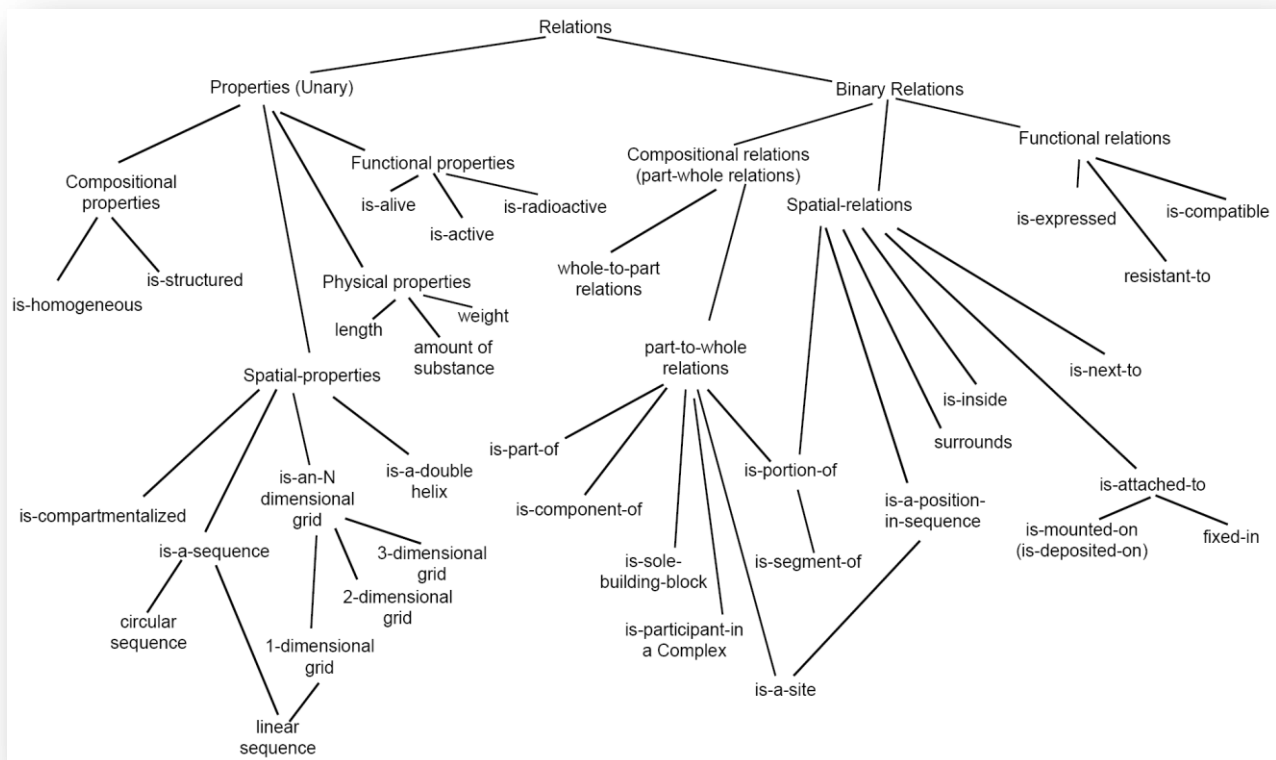 Relations
Properties (Unary)
Binary Relations
Functional properties
Compositional relations
(part-whole relations)
Functional relations
Compositional
properties
is-alive
is-radioactive
is-active
Spatial-relations
is-expressed
is-compatible
is-homogeneous
is-structured
Physical properties
length
weight
amount of
substance
whole-to-part
relations
resistant-to
Spatial-properties
part-to-whole
relations
is-next-to
is-inside
surrounds
is-part-of
is-component-of
is-portion-of
is-a-position-
in-sequence
is-attached-to
is-mounted-on
(is-deposited-on)
fixed-in
is-compartmentalized
is-a-sequence
is-an-N
dimensional
grid
is-a-double
helix
3-dimensional
grid
2-dimensional
grid
is-sole-
building-block
is-segment-of
circular
sequence
1-dimensional
grid
is-participant-in
a Complex
is-a-site
linear
sequence